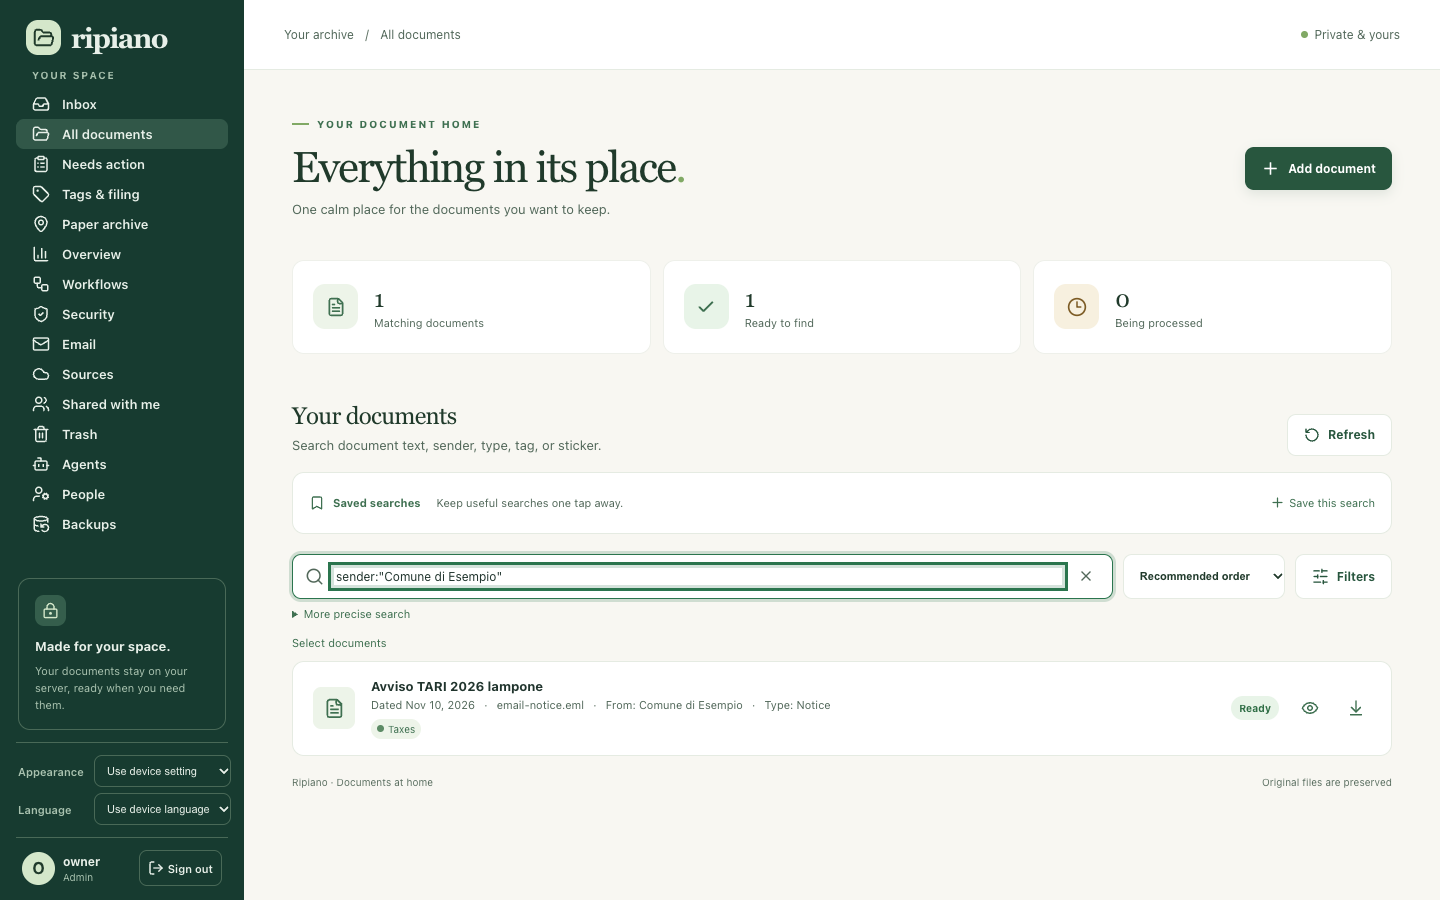 ripiano
YOUR SPACE
Inbox
All documents
Needs action
Tags & filing
Paper archive
Overview
Workflows
Security
Email
Sources
Shared with me
Trash
Agents
People
Backups
Made for your space.
Your documents stay on your
server, ready when you need
them.
Appearance
Use device setting
Language
Use device language
O
owner
Admin
Sign out
Your archive / All documents
Private & yours
YOUR DOCUMENT HOME
Everything in its place.
One calm place for the documents you want to keep.
Add document
1
Matching documents
1
Ready to find
0
Being processed
Your documents
Search document text, sender, type, tag, or sticker.
Refresh
Saved searches Keep useful searches one tap away.
Save this search
sender:"Comune di Esempio"
Recommended order
Filters
More precise search
Select documents
Avviso TARI 2026 lampone
Dated Nov 10, 2026 · email-notice.eml · From: Comune di Esempio · Type: Notice
Taxes
Ready
Ripiano · Documents at home
Original files are preserved